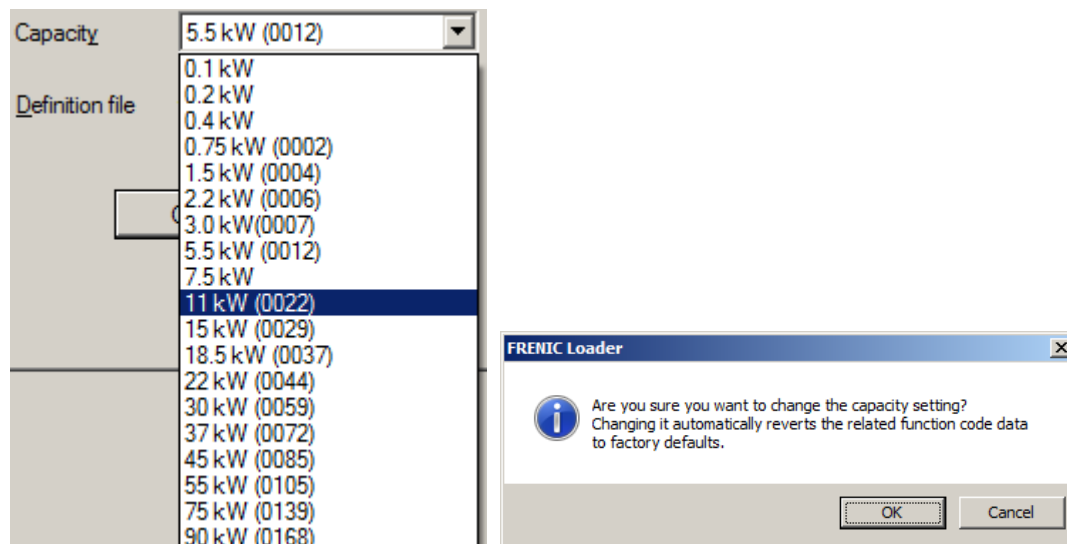 Capacity
5.5 kW (0012)
0.1 kW
Definition file
0.2 kW
0.4 kW
0.75 kW (0002)
1.5 kW (0004)
2.2 kW (0006)
3.0 kW(0007)
5.5 kW (0012)
7.5 kW
11 kW (0022)
15 kW (0029)
18.5 kW (0037)
22 kW (0044)
30 kW (0059)
37 kW (0072)
45 kW (0085)
55 kW (0105)
75 kW (0139)
90 kW (0168)
FRENIC Loader
Are you sure you want to change the capacity setting?
Changing it automatically reverts the related function code data
to factory defaults.
OK
Cancel